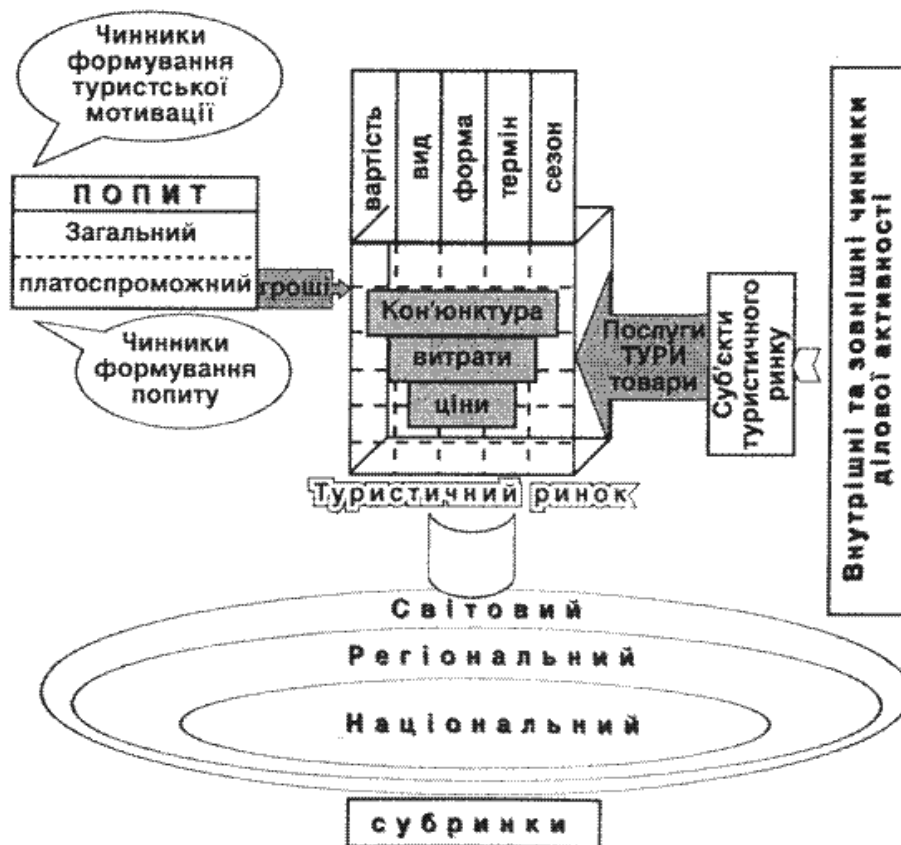 Чинники
формування
туристської
мотивації
ПОПИТ
Загальний
платоспроможний
гроші
Чинники
формування
попиту
вартість
вид
форма
термін
сезон
Кон'юнктура
витрати
ціни
Послуги
ТУРИ
товари
Суб'єкти
туристичного
ринку
Внутрішні та зовнішні чинники
ділової активності
Туристичний ринок
Світовий
Регіональний
Національний
субринки